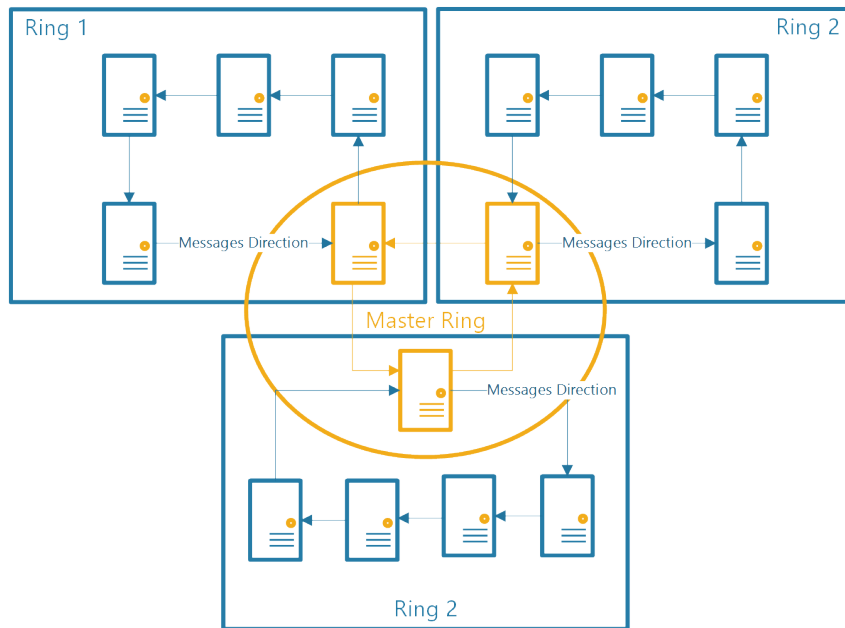 Ring 1
Ring 2
Messages Direction
Messages Direction
Master Ring
Messages Direction
Ring 2